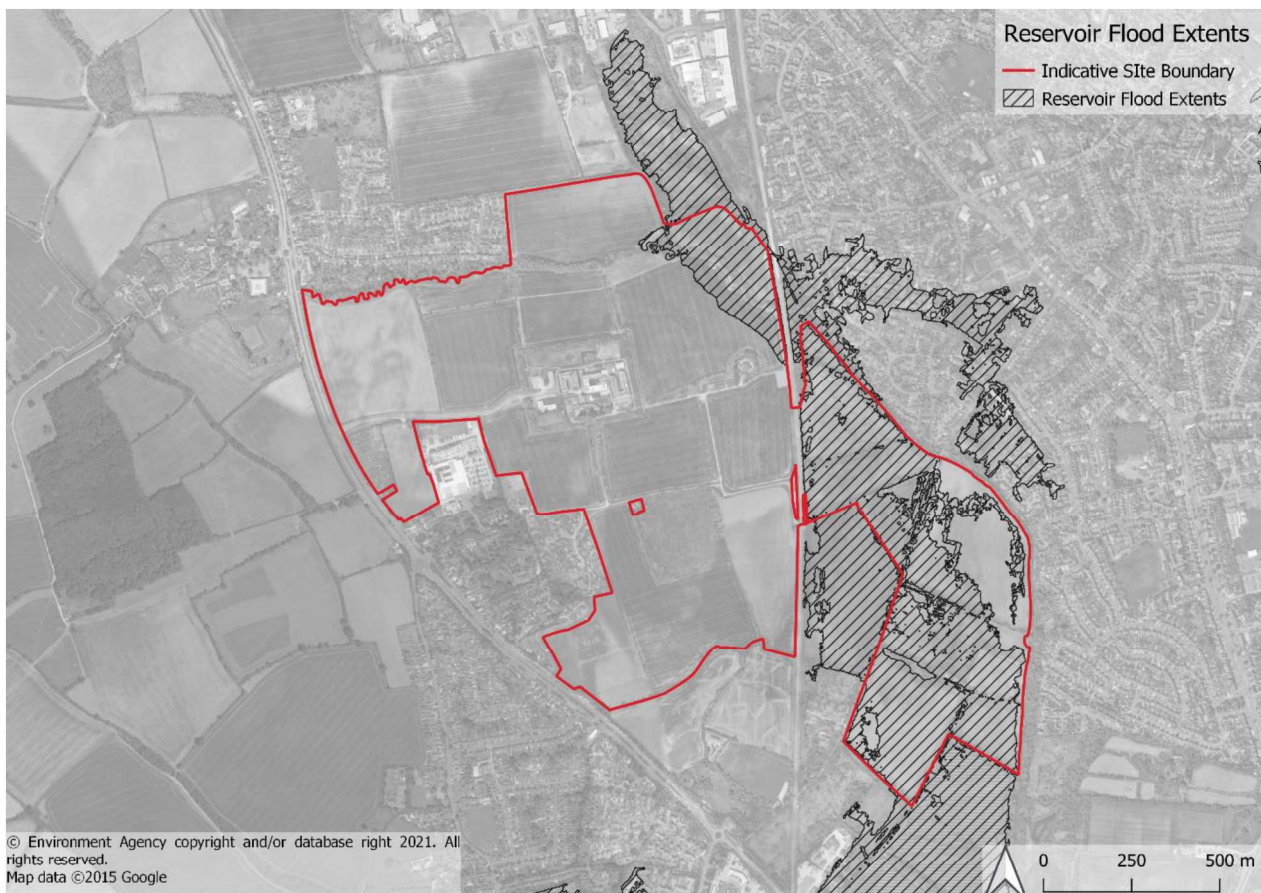 Reservoir Flood Extents
Indicative SIte Boundary
Reservoir Flood Extents
© Environment Agency copyright and/or database right 2021. All
rights reserved.
Map data ©2015 Google
0 250 500 m